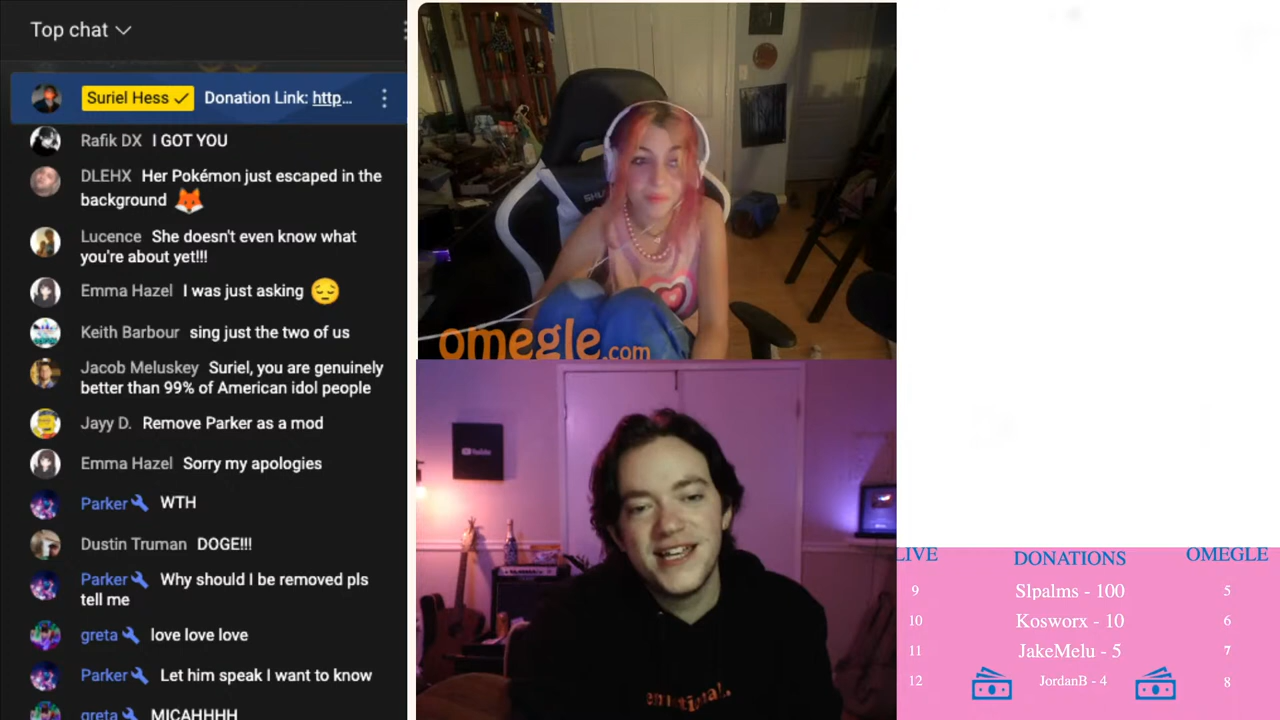 Top chat
Suriel Hess Donation Link: http...
Rafik DX I GOT YOU
DLEHX Her Pokémon just escaped in the
background
Lucence She doesn't even know what
you're about yet!!!
Emma Hazel I was just asking
Keith Barbour sing just the two of us
Jacob Meluskey Suriel, you are genuinely
better than 99% of American idol people
Jayy D. Remove Parker as a mod
Emma Hazel Sorry my apologies
Parker WTH
Dustin Truman DOGE!!!
Parker Why should I be removed pls
tell me
greta love love love
Parker Let him speak I want to know
greta MICAHHHH
omegle.com
YouTube
LIVE DONATIONS OMEGLE
9 Slpalms - 100 5
10 Kosworx - 10 6
11 JakeMelu - 5 7
12 JordanB - 4 8